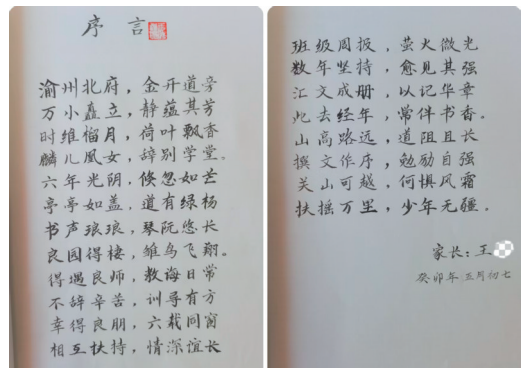 序言
渝州北府，金开道旁
万小矗立，静蕴其芳
时维榴月，荷叶飘香
麟儿凰女，辞别学堂。
六年光阴，倏忽如芒
亭亭如盖，道有绿杨
书声琅琅，琴阮悠长
良园得栖，雏鸟飞翔。
得遇良师，教诲日常
不辞辛苦，训导有方
幸得良朋，六载同窗
相互扶持，情深谊长
班级周报，萤火微光
数年坚持，愈见其强
汇文成册，以记华章
此去经年，常伴书香。
山高路远，道阻且长
撰文作序，勉励自强
关山可越，何惧风霜
扶摇万里，少年无疆.
家长：王
癸卯年五月初七